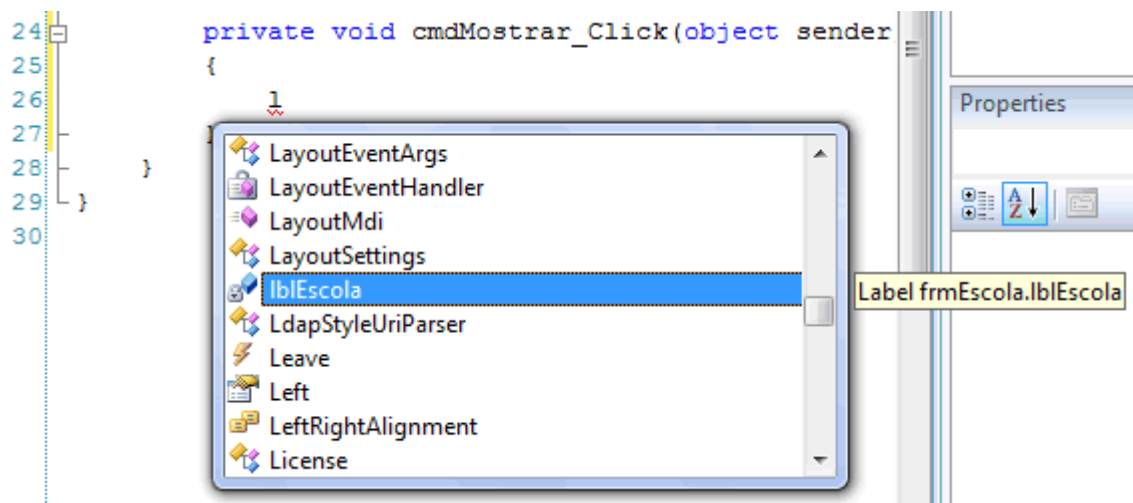 24 private void cmdMostrar_Click(object sender
25 {
26 l
27
28 }
29 }
30
LayoutEventArgs
LayoutEventHandler
LayoutMdi
LayoutSettings
lblEscola
LdapStyleUriParser
Leave
Left
LeftRightAlignment
License
Label frmEscola.lblEscola
Properties
A
Z